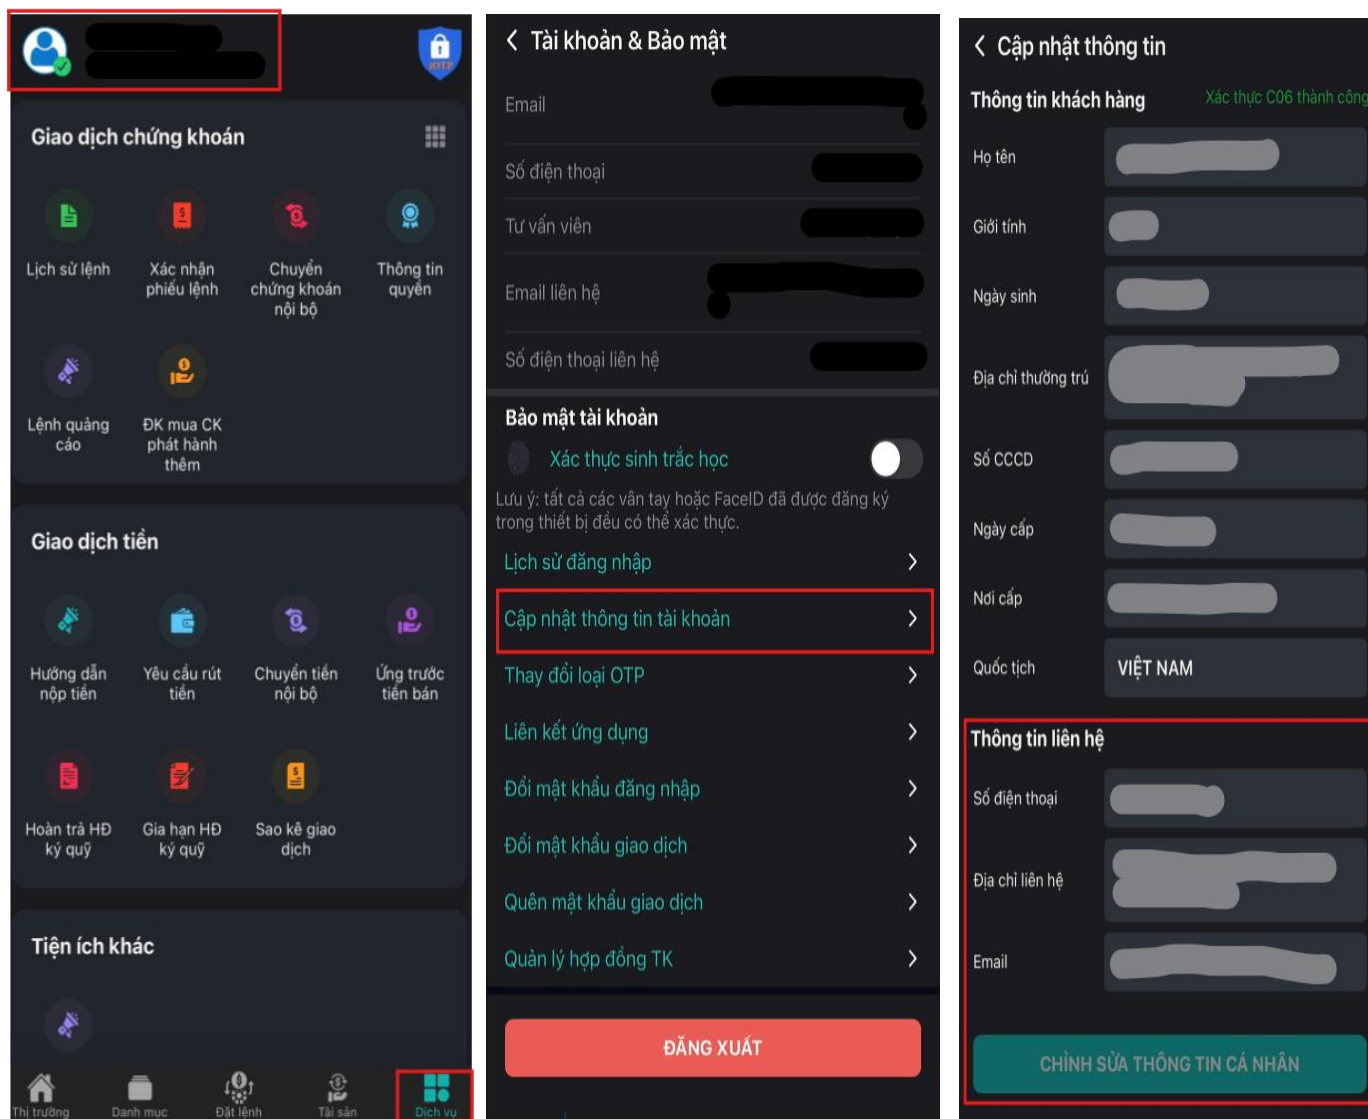 iOTP
Giao dịch chứng khoán
Lịch sử lệnh
Xác nhận
phiếu lệnh
Chuyển
chứng khoán
nội bộ
Thông tin
quyền
Lệnh quảng
cáo
ĐK mua CK
phát hành
thêm
Giao dịch tiền
Hướng dẫn
nộp tiền
Yêu cầu rút
tiền
Chuyển tiền
nội bộ
Ứng trước
tiền bán
Hoàn trả HĐ
ký quỹ
Gia hạn HĐ
ký quỹ
Sao kê giao
dịch
Tiện ích khác
Thị trường
Danh mục
Đặt lệnh
Tài sản
Dịch vụ
Tài khoản & Bảo mật
Email
Số điện thoại
Tư vấn viên
Email liên hệ
Số điện thoại liên hệ
Bảo mật tài khoản
Xác thực sinh trắc học
Lưu ý: tất cả các vân tay hoặc FaceID đã được đăng ký
trong thiết bị đều có thể xác thực.
Lịch sử đăng nhập
Cập nhật thông tin tài khoản
Thay đổi loại OTP
Liên kết ứng dụng
Đổi mật khẩu đăng nhập
Đổi mật khẩu giao dịch
Quên mật khẩu giao dịch
Quản lý hợp đồng TK
ĐĂNG XUẤT
Cập nhật thông tin
Thông tin khách hàng
Xác thực C06 thành công
Họ tên
Giới tính
Ngày sinh
Địa chỉ thường trú
Số CCCD
Ngày cấp
Nơi cấp
Quốc tịch
VIỆT NAM
Thông tin liên hệ
Số điện thoại
Địa chỉ liên hệ
Email
CHỈNH SỬA THÔNG TIN CÁ NHÂN